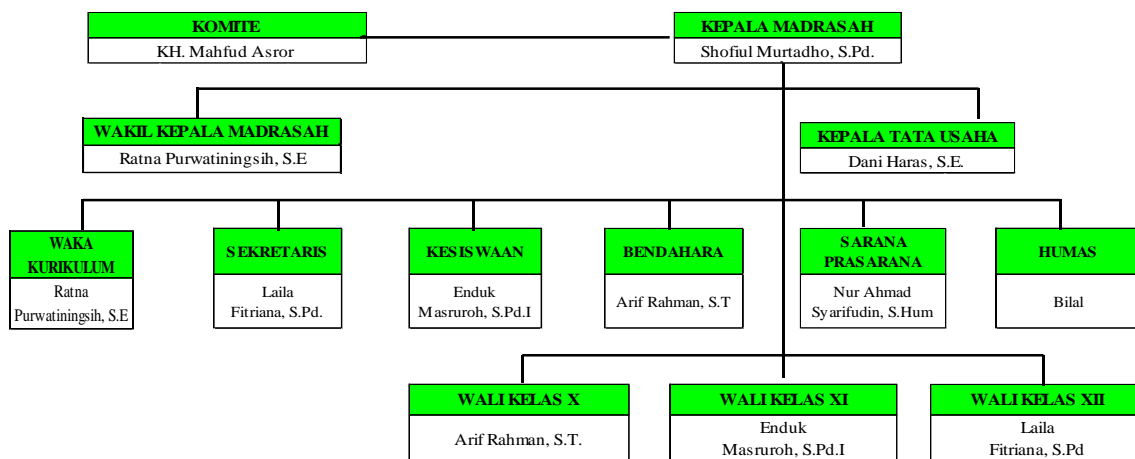 KOMITE
KH. Mahfud Asror
KEPALA MADRASAH
Shofiul Murtadho, S.Pd.
WAKIL KEPALA MADRASAH
Ratna Purwatiningsih, S.E
KEPALA TATA USAHA
Dani Haras, S.E.
WAKA
KURIKULUM
Ratna
Purwatiningsih, S.E
SEKRETARIS
Laila
Fitriana, S.Pd.
KESISWAAN
Enduk
Masruroh, S.Pd.I
BENDAHARA
Arif Rahman, S.T
SARANA
PRASARANA
Nur Ahmad
Syarifudin, S.Hum
HUMAS
Bilal
WALI KELAS X
Arif Rahman, S.T.
WALI KELAS XI
Enduk
Masruroh, S.Pd.I
WALI KELAS XII
Laila
Fitriana, S.Pd